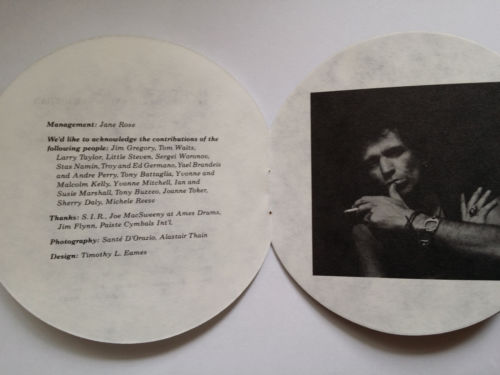 Management: Jane Rose
We'd like to acknowledge the contributions of the
following people: Jim Gregory, Tom Waits,
Larry Taylor, Little Steven, Sergei Waronov,
Stas Namin, Troy and Ed Germano, Yael Brandeis
and Andre Perry, Tony Battaglia, Yvonne and
Malcolm Kelly, Yvonne Mitchell, Ian and
Susie Marshall, Tony Buzzeo, Joanne Toher,
Sherry Daly, Michele Reese
Thanks: S.I.R., Joe MacSweeny at Ames Drums,
Jim Flynn, Paiste Cymbals Int'l.
Photography: Santé D'Orazio, Alastair Thain
Design: Timothy L. Eames